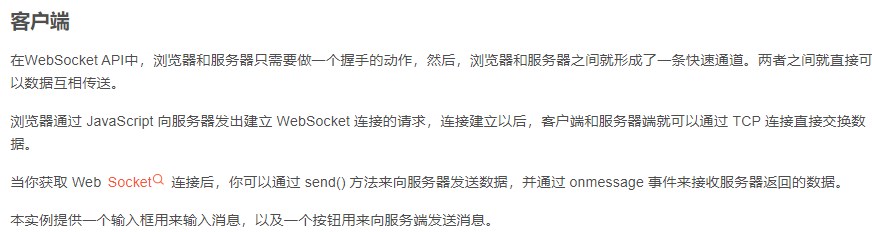 客户端
在WebSocket API中，浏览器和服务器只需要做一个握手的动作，然后，浏览器和服务器之间就形成了一条快速通道。两者之间就直接可
以数据互相传送。
浏览器通过 JavaScript 向服务器发出建立 WebSocket 连接的请求，连接建立以后，客户端和服务器端就可以通过 TCP 连接直接交换数
据。
当你获取 Web Socket 连接后，你可以通过 send() 方法来向服务器发送数据，并通过 onmessage 事件来接收服务器返回的数据。
本实例提供一个输入框用来输入消息，以及一个按钮用来向服务端发送消息。